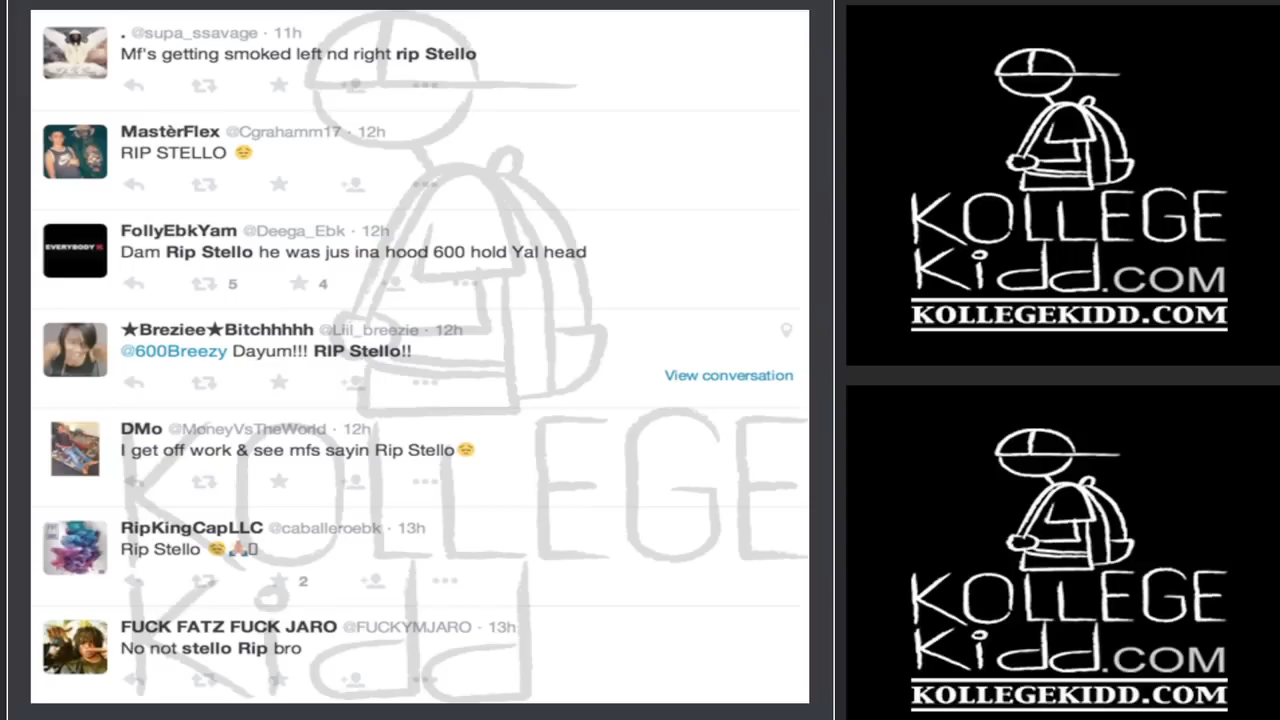 . @supa_ssavage · 11h
Mf's getting smoked left nd right rip Stello
MastèrFlex @Cgrahamm17 · 12h
RIP STELLO 😔
EVERYBODY K
FollyEbkYam @Deega_Ebk · 12h
Dam Rip Stello he was jus ina hood 600 hold Yal head
5 4
★Breziee★Bitchhhhh @Liil_breezie · 12h
@600Breezy Dayum!!! RIP Stello!!
View conversation
DMo @MoneyVsTheWorld · 12h
I get off work & see mfs sayin Rip Stello😔
RipKingCapLLC @caballeroebk · 13h
Rip Stello 😔🙏
2
FUCK FATZ FUCK JARO @FUCKYMJARO · 13h
No not stello Rip bro
KOLLEGE
Kidd
KOLLEGE
Kidd.COM
KOLLEGEKIDD.COM
KOLLEGE
Kidd.COM
KOLLEGEKIDD.COM